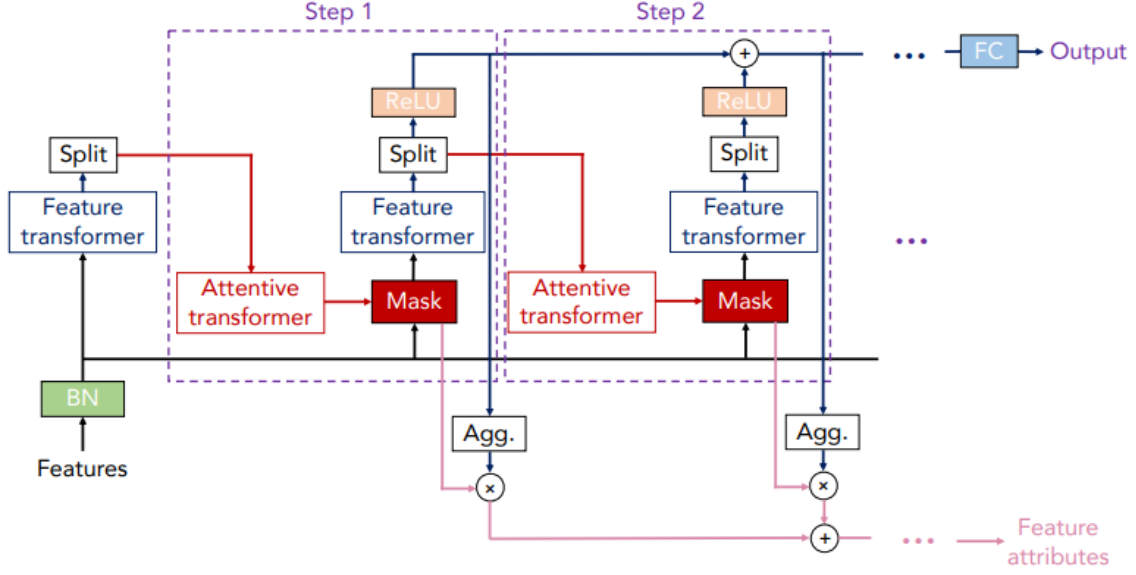 Step 1
Step 2
FC
Output
ReLU
ReLU
Split
Split
Split
Feature
transformer
Feature
transformer
Feature
transformer
Attentive
transformer
Mask
Attentive
transformer
Mask
BN
Features
Agg.
Agg.
Feature
attributes